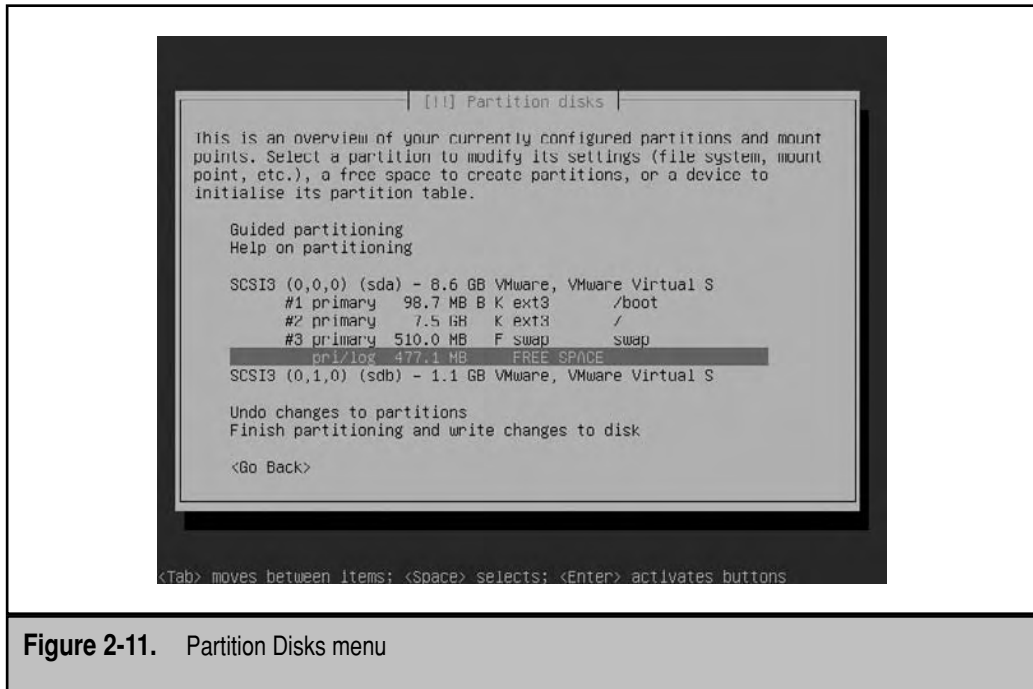 [!!] Partition disks
This is an overview of your currently configured partitions and mount
points. Select a partition to modify its settings (file system, mount
point, etc.), a free space to create partitions, or a device to
initialise its partition table.
Guided partitioning
Help on partitioning
SCSI3 (0,0,0) (sda) - 8.6 GB VMware, VMware Virtual S
#1 primary 98.7 MB B K ext3 /boot
#2 primary 7.5 GB K ext3 /
#3 primary 510.0 MB F swap swap
pri/log 477.1 MB FREE SPACE
SCSI3 (0,1,0) (sdb) - 1.1 GB VMware, VMware Virtual S
Undo changes to partitions
Finish partitioning and write changes to disk
<Go Back>
<Tab> moves between items; <Space> selects; <Enter> activates buttons
Figure 2-11. Partition Disks menu